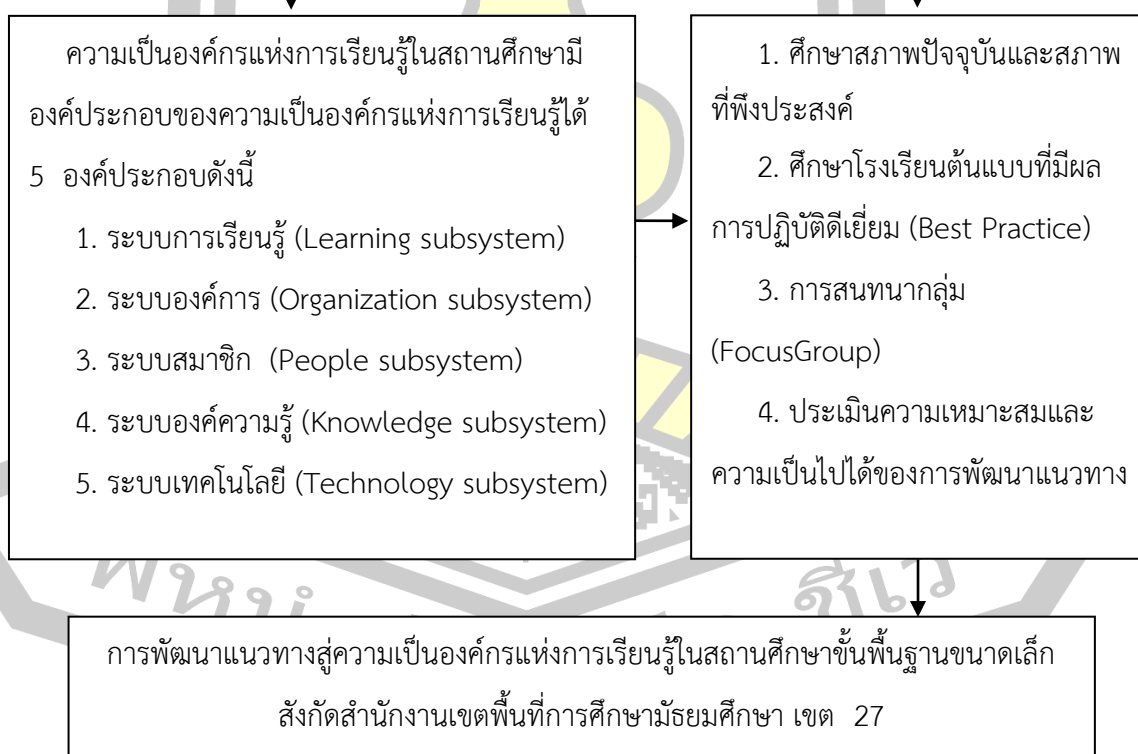 ความเป็นองค์กรแห่งการเรียนรู้ในสถานศึกษามี
องค์ประกอบของความเป็นองค์กรแห่งการเรียนรู้ได้
5 องค์ประกอบดังนี้
1. ระบบการเรียนรู้ (Learning subsystem)
2. ระบบองค์การ (Organization subsystem)
3. ระบบสมาชิก (People subsystem)
4. ระบบองค์ความรู้ (Knowledge subsystem)
5. ระบบเทคโนโลยี (Technology subsystem)
1. ศึกษาสภาพปัจจุบันและสภาพ
ที่พึงประสงค์
2. ศึกษาโรงเรียนต้นแบบที่มีผล
การปฏิบัติดีเยี่ยม (Best Practice)
3. การสนทนากลุ่ม
(FocusGroup)
4. ประเมินความเหมาะสมและ
ความเป็นไปได้ของการพัฒนาแนวทาง
การพัฒนาแนวทางสู่ความเป็นองค์กรแห่งการเรียนรู้ในสถานศึกษาขั้นพื้นฐานขนาดเล็ก
สังกัดสำนักงานเขตพื้นที่การศึกษามัธยมศึกษา เขต 27